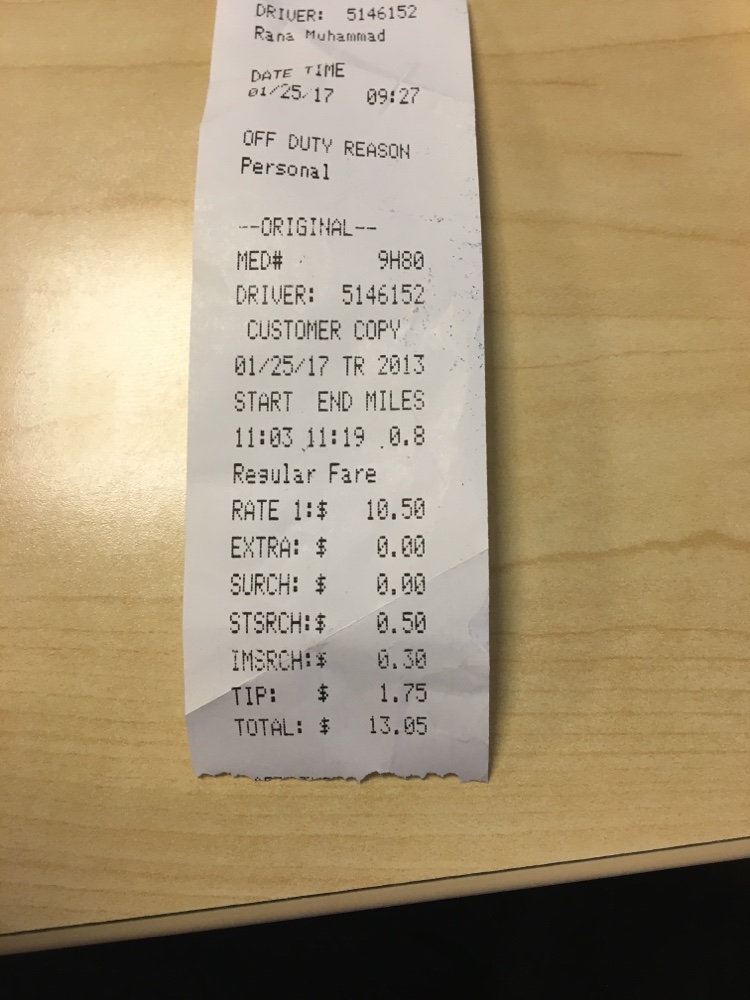 DRIVER: 5146152
Rana Muhammad
DATE TIME
01/25/17 09:27
OFF DUTY REASON
Personal
--ORIGINAL--
MED# 9H80
DRIVER: 5146152
CUSTOMER COPY
01/25/17 TR 2013
START END MILES
11:03 11:19 0.8
Regular Fare
RATE 1:$ 10.50
EXTRA: $ 0.00
SURCH: $ 0.00
STSRCH:$ 0.50
IMSRCH:$ 0.30
TIP: $ 1.75
TOTAL: $ 13.05